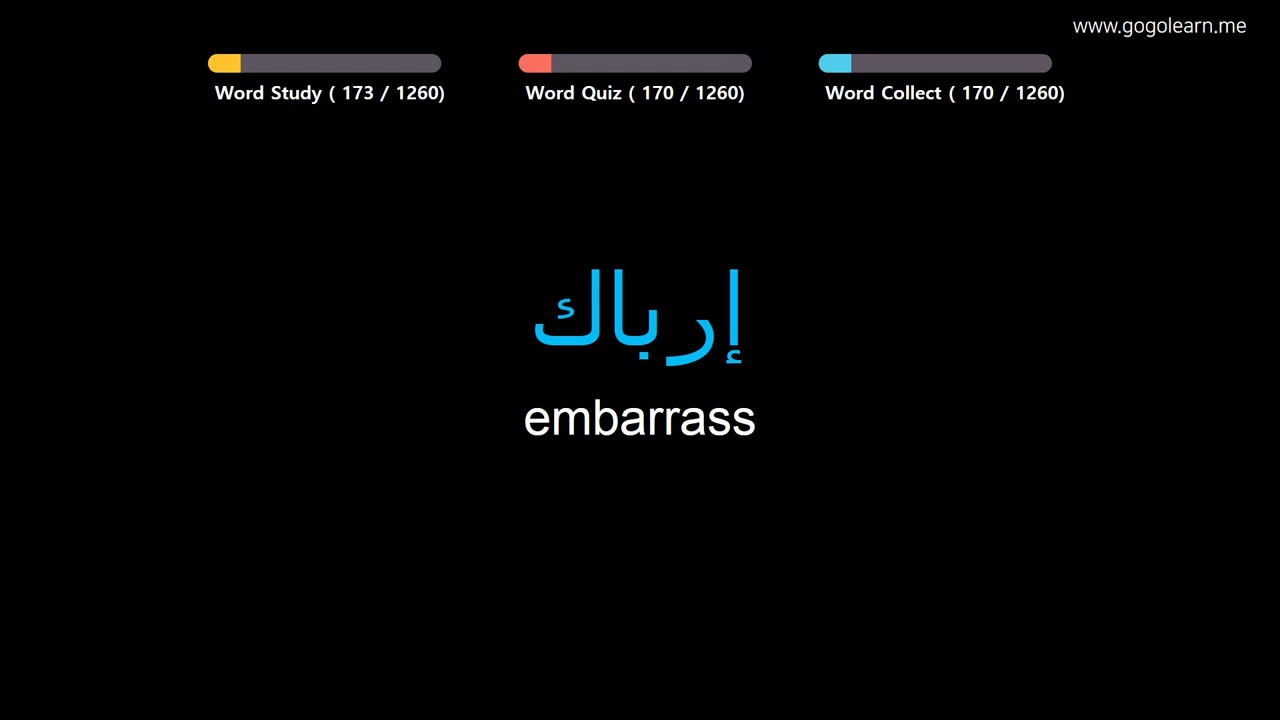 www.gogolearn.me
Word Study ( 173 / 1260)
Word Quiz ( 170 / 1260)
Word Collect ( 170 / 1260)
إرباك
embarrass